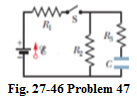 S
R₁
ℰ
R₂
R₃
C
Fig. 27-46 Problem 47